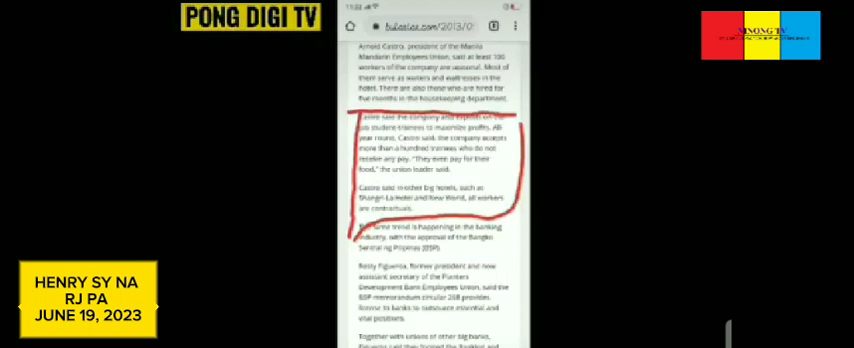 PONG DIGI TV
11:22
bulatlat.com/2013/0
NINONG TV
Arnold Castro, president of the Manila
Mandarin Employees Union, said at least 100
workers of the company are seasonal. Most of
them serve as waiters and waitresses in the
hotel. There are also those who are hired for
five months in the housekeeping department.
Castro said the company also exploits on-the-
job student-trainees to maximize profits. All-
year round, Castro said, the company accepts
more than a hundred trainees who do not
receive any pay. "They even pay for their
food," the union leader said.
Castro said in other big hotels, such as
Shangri-La Hotel and New World, all workers
are contractuals.
same trend is happening in the banking
industry, with the approval of the Bangko
Sentral ng Pilipinas (BSP).
Resty Figueroa, former president and now
assistant secretary of the Planters
Development Bank Employees Union, said the
BSP memorandum circular 268 provides
license to banks to outsource essential and
vital positions.
Together with unions of other big banks,
Figueroa said they formed the Banking and
HENRY SY NA
RJ PA
JUNE 19, 2023